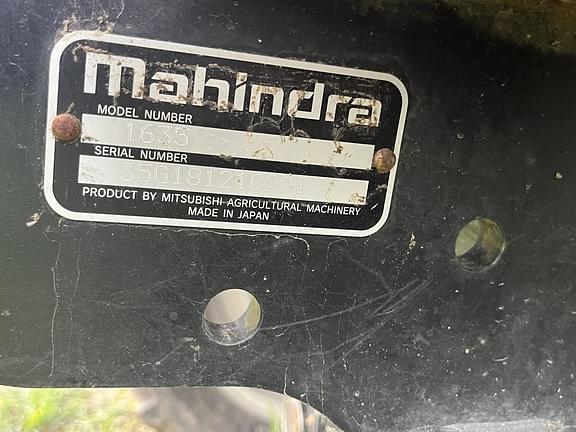 mahindra
MODEL NUMBER
1635
SERIAL NUMBER
PRODUCT BY MITSUBISHI AGRICULTURAL MACHINERY
MADE IN JAPAN